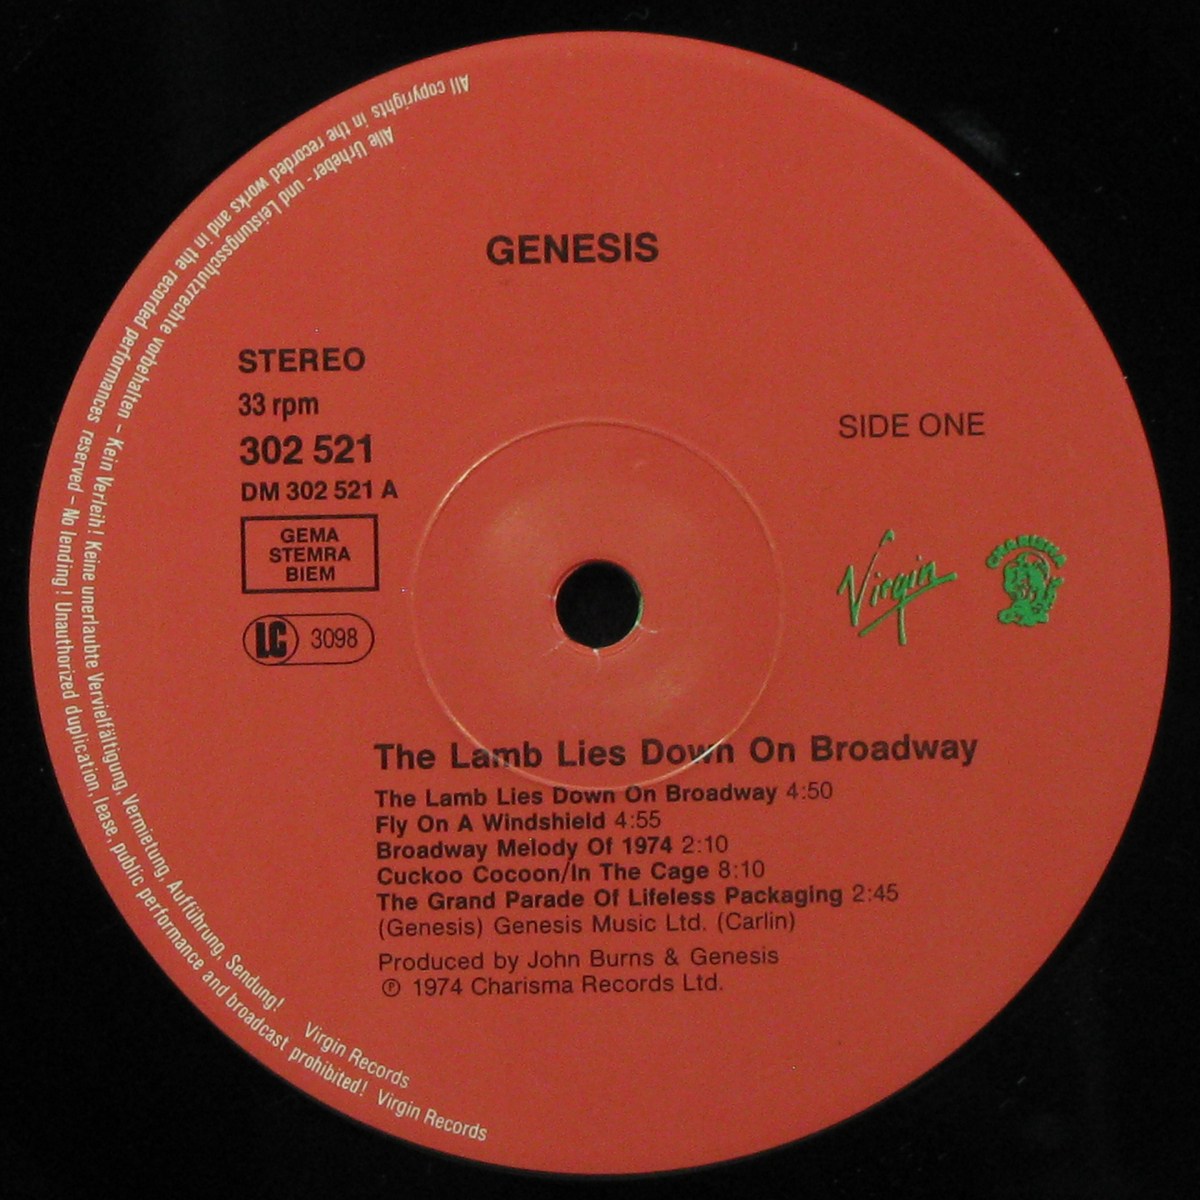 GENESIS
STEREO
33 rpm
302 521
DM 302 521 A
GEMA
STEMRA
BIEM
LC 3098
SIDE ONE
Virgin
CHARISMA
The Lamb Lies Down On Broadway
The Lamb Lies Down On Broadway 4:50
Fly On A Windshield 4:55
Broadway Melody Of 1974 2:10
Cuckoo Cocoon/In The Cage 8:10
The Grand Parade Of Lifeless Packaging 2:45
(Genesis) Genesis Music Ltd. (Carlin)
Produced by John Burns & Genesis
℗ 1974 Charisma Records Ltd.
Alle Urheber- und Leistungsschutzrechte vorbehalten – Kein Verleih! Keine unerlaubte Vervielfältigung, Vermietung, Aufführung, Sendung! Virgin Records
All copyrights in the recorded works and in the recorded performances reserved – No lending! Unauthorized duplication, lease, public performance and broadcast prohibited! Virgin Records